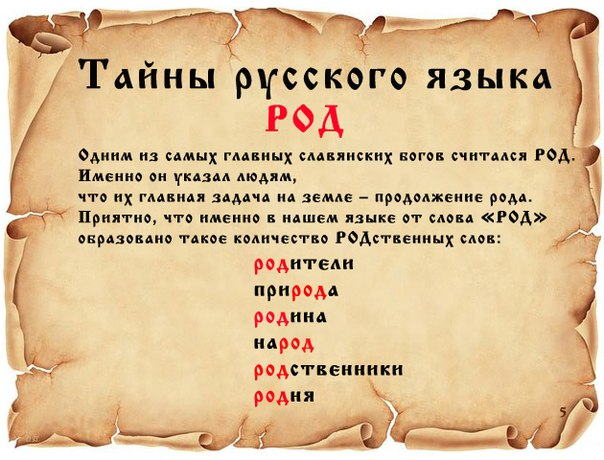 Тайны русского языка
РОД
Одним из самых главных славянских богов считался РОД.
Именно он указал людям,
что их главная задача на земле – продолжение рода.
Приятно, что именно в нашем языке от слова «РОД»
образовано такое количество РОДственных слов:
родители
природа
родина
народ
родственники
родня
5